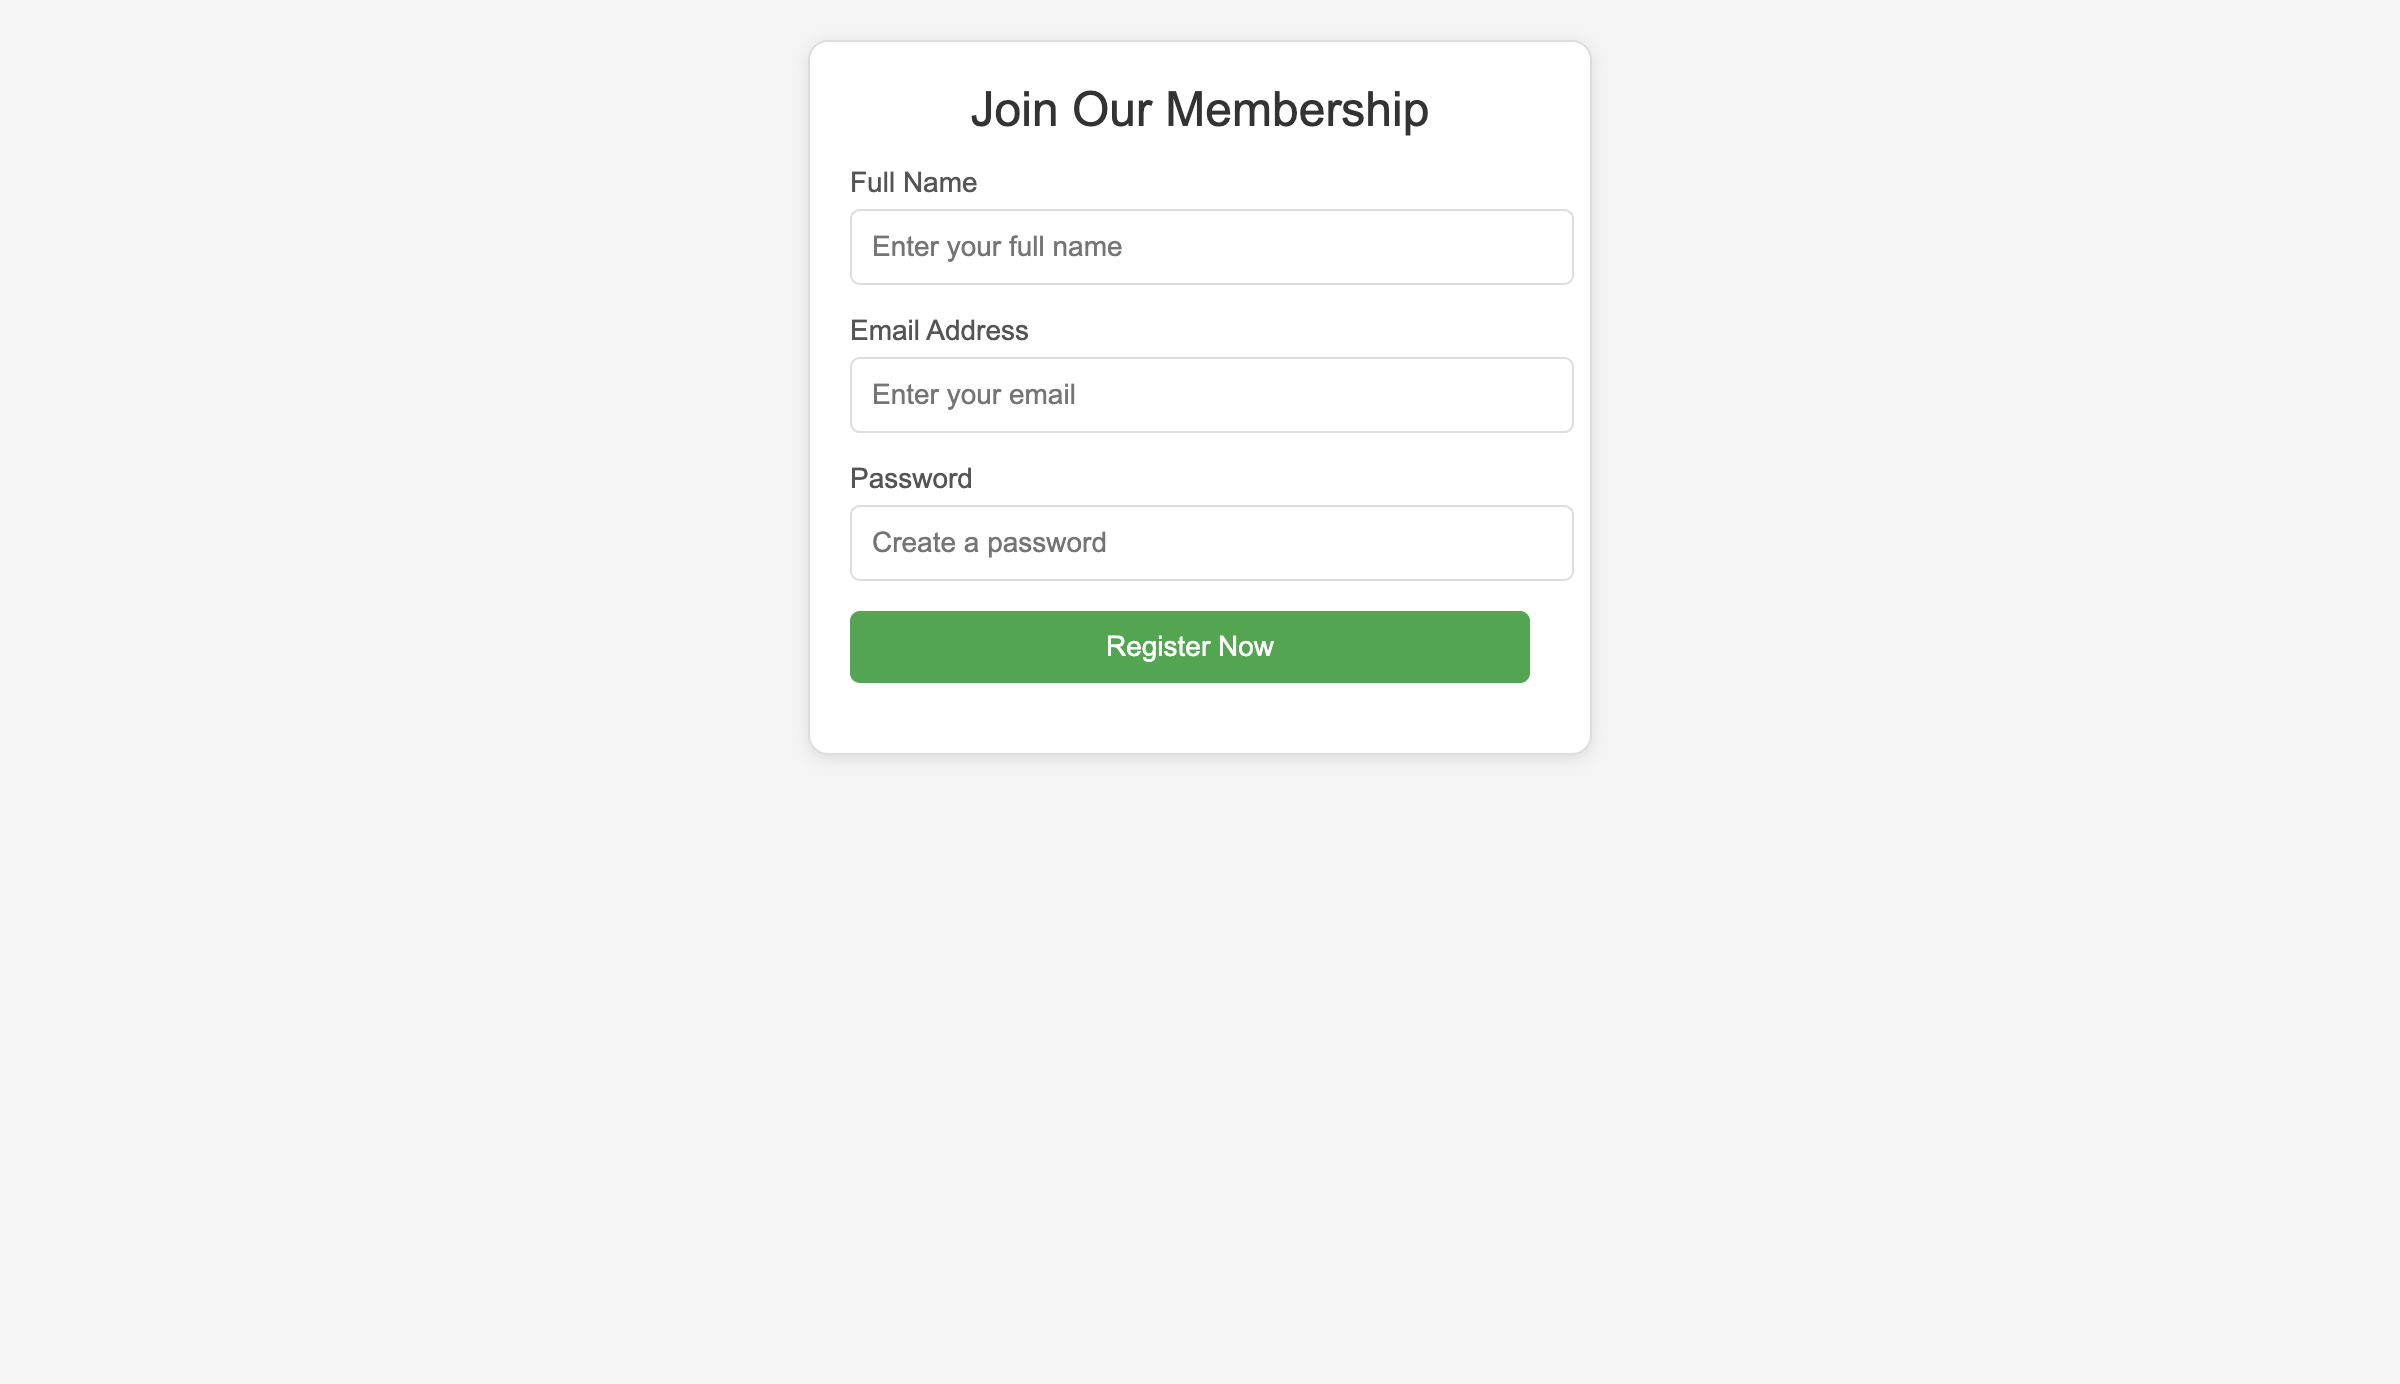 Join Our Membership
Full Name
Enter your full name
Email Address
Enter your email
Password
Create a password
Register Now